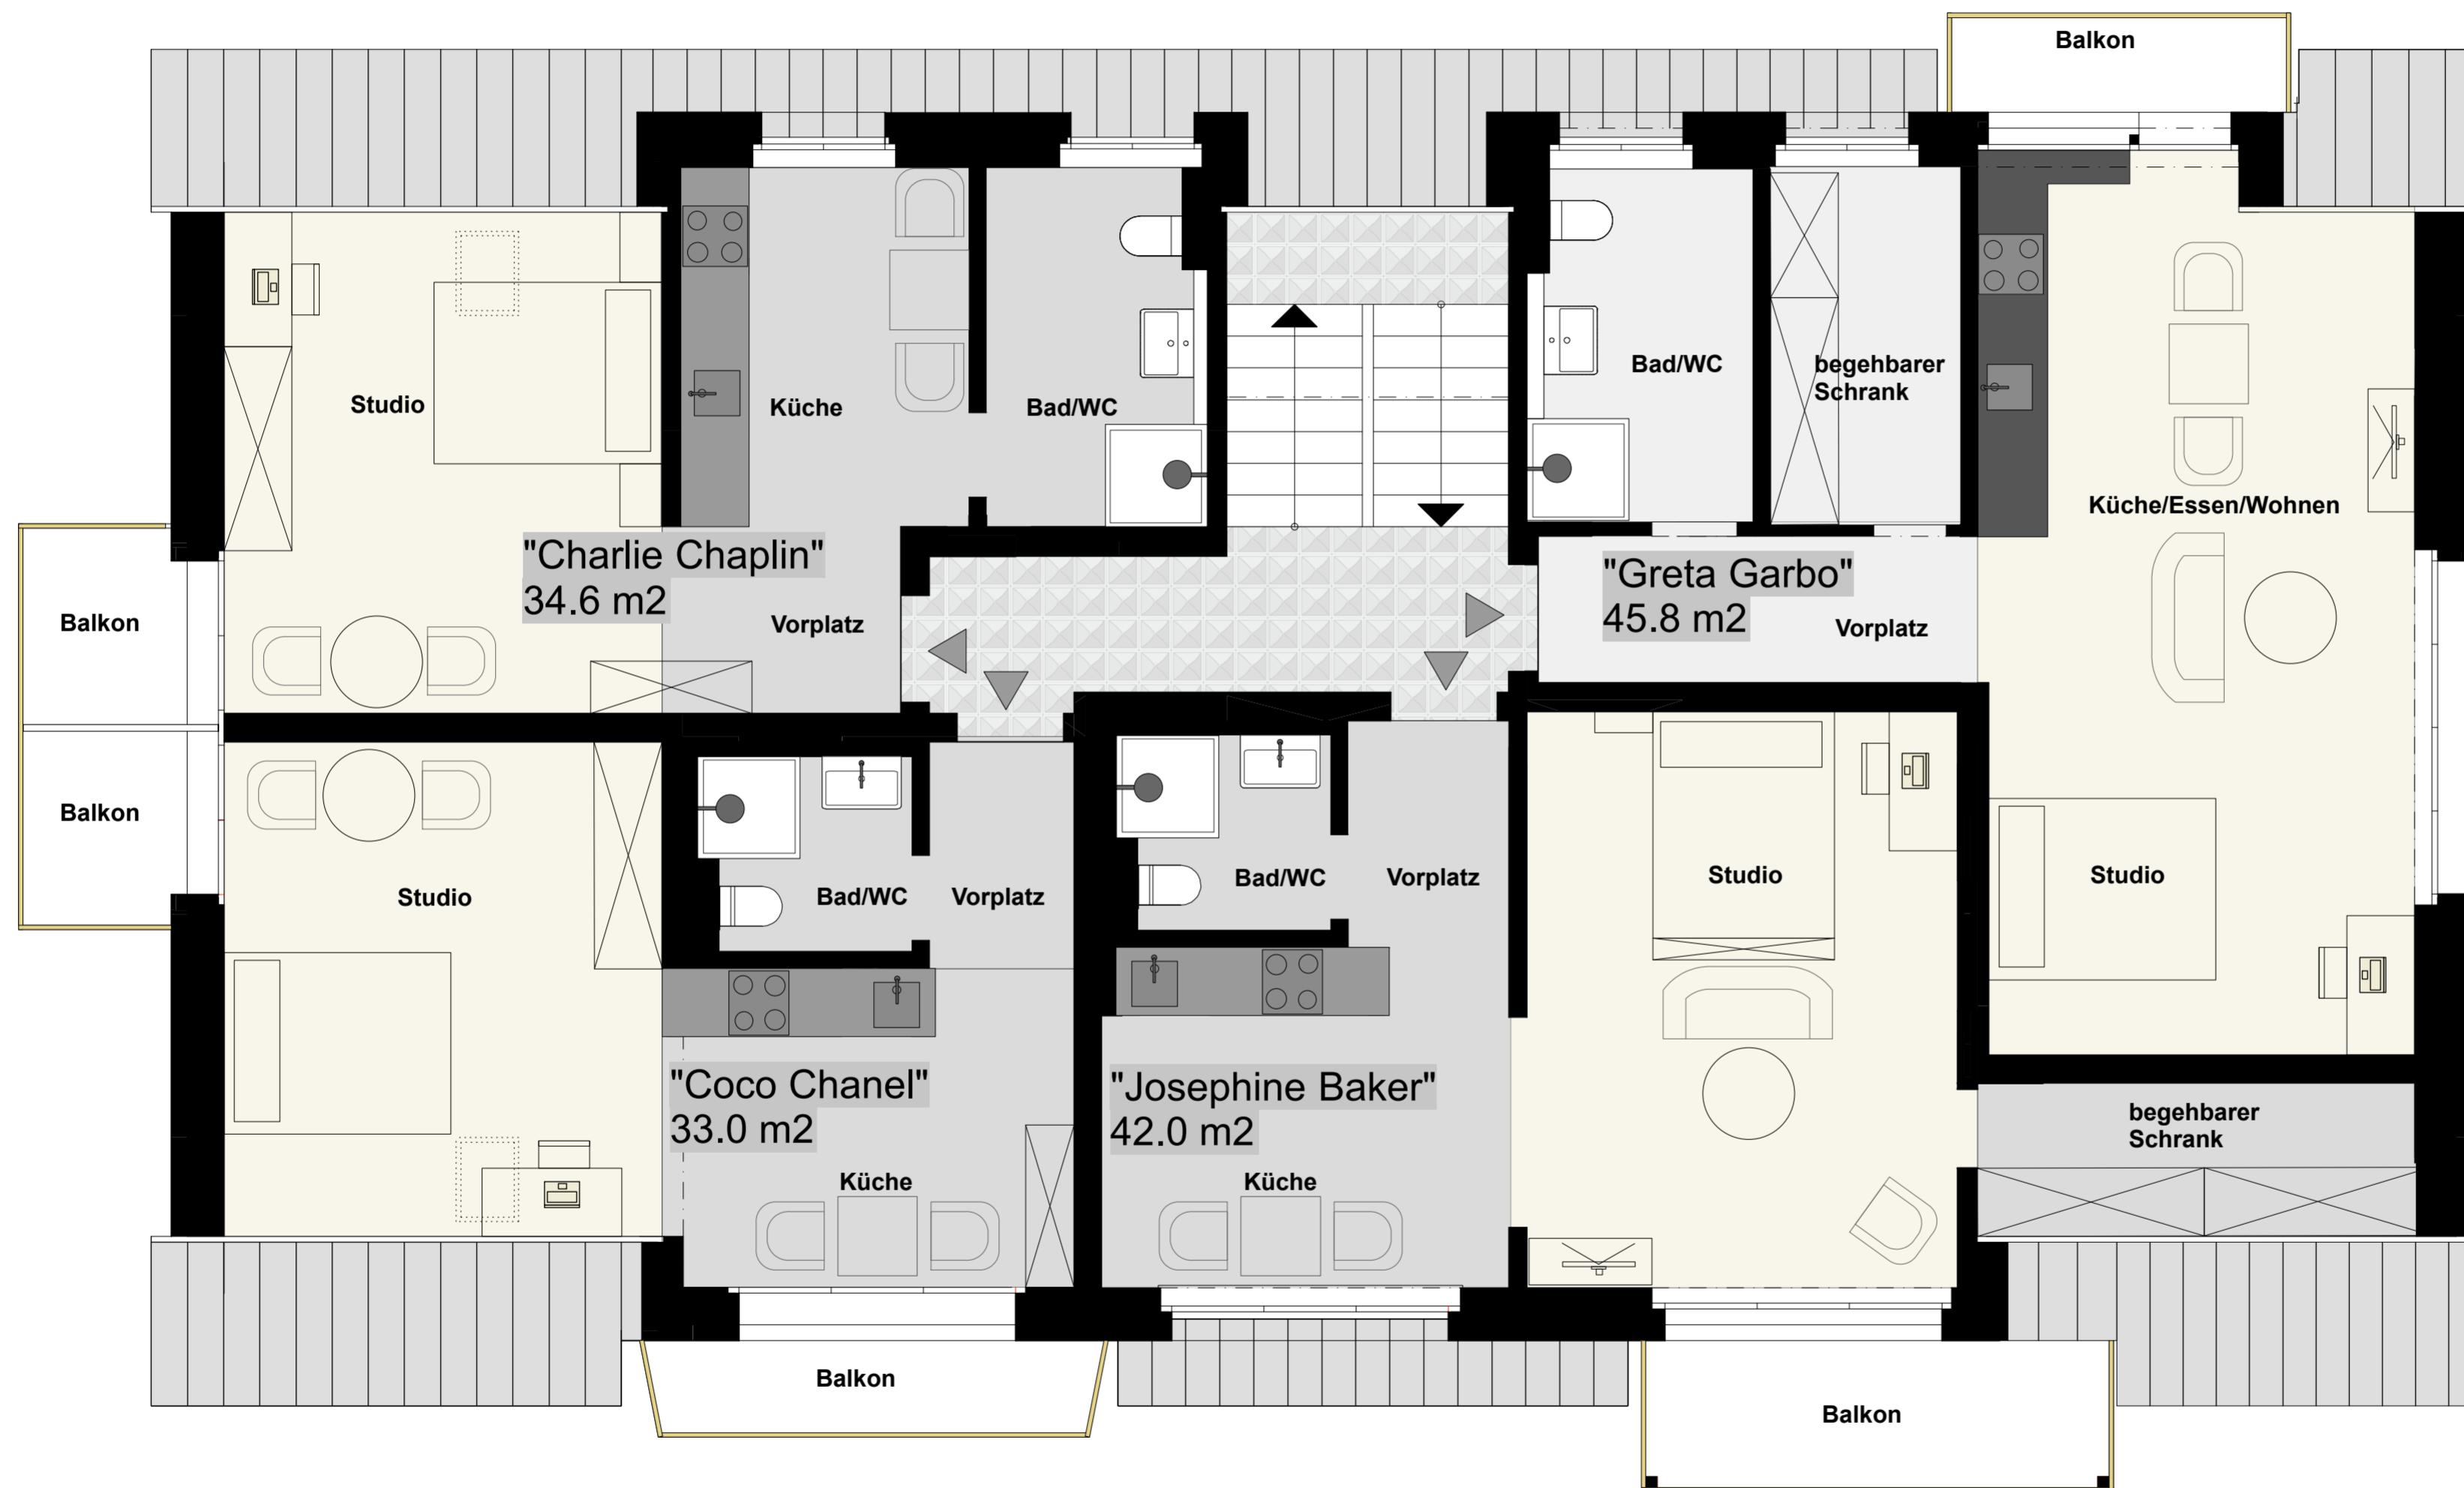 Balkon
Bad/WC
begehbarer
Schrank
Studio
Küche
Bad/WC
Küche/Essen/Wohnen
"Charlie Chaplin"
34.6 m2
"Greta Garbo"
45.8 m2
Balkon
Vorplatz
Vorplatz
Balkon
Studio
Bad/WC
Vorplatz
Bad/WC
Vorplatz
Studio
Studio
"Coco Chanel"
33.0 m2
"Josephine Baker"
42.0 m2
begehbarer
Schrank
Küche
Küche
Balkon
Balkon